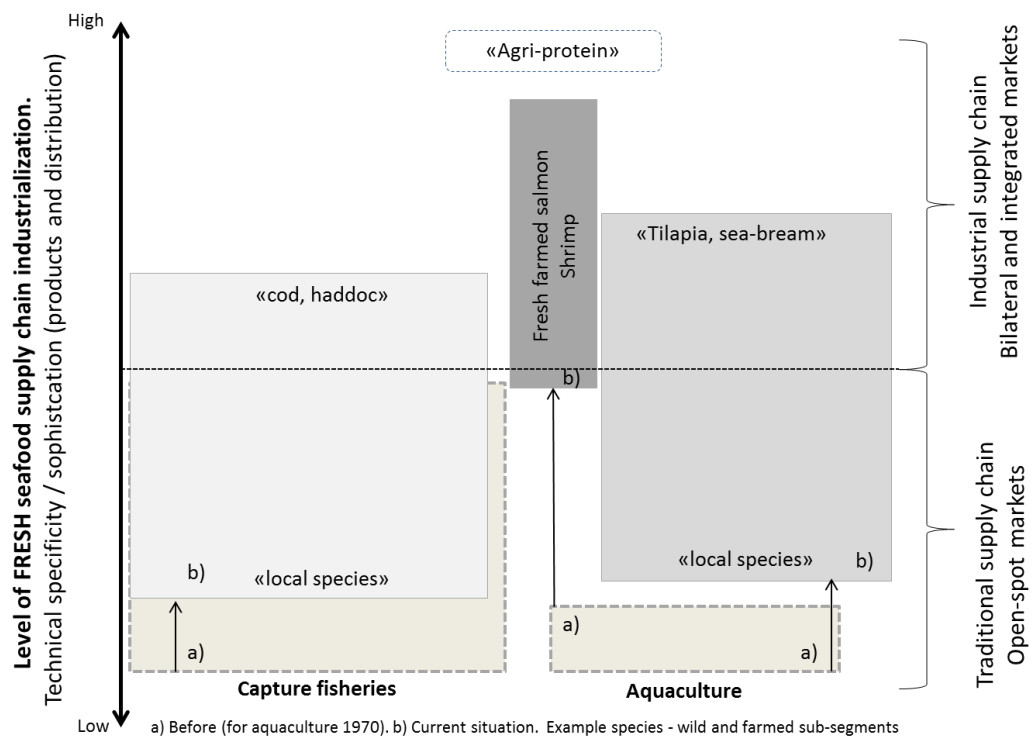 High
FLevel of FRESH seafood supply chain industrialization.
Technical specificity / sophistcation (products and distribution)
«Agri-protein»
Fresh farmed salmon
Shrimp
b)
«Tilapia, sea-bream»
«cod, haddoc»
b)
«local species»
a)
«local species»
b)
a)
a)
Capture fisheries
Aquaculture
Industrial supply chain
Bilateral and integrated markets
Traditional supply chain
Open-spot markets
Low
a) Before (for aquaculture 1970). b) Current situation. Example species - wild and farmed sub-segments